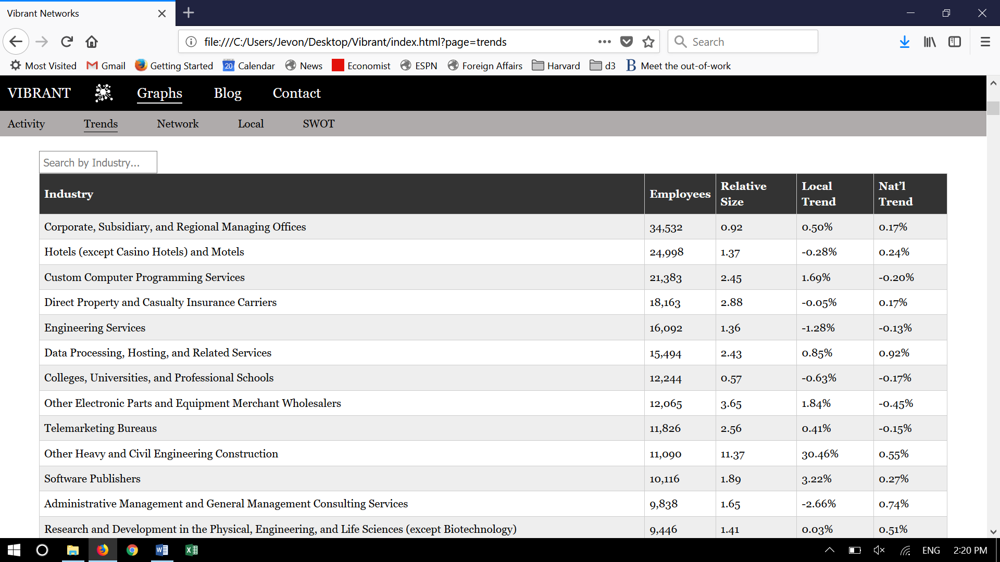 Vibrant Networks
file:///C:/Users/Jevon/Desktop/Vibrant/index.html?page=trends
Search
Most Visited Gmail Getting Started 20 Calendar News Economist ESPN Foreign Affairs Harvard d3 B Meet the out-of-work
VIBRANT Graphs Blog Contact
Activity Trends Network Local SWOT
Search by Industry...
Industry Employees Relative Size Local Trend Nat’l Trend
Corporate, Subsidiary, and Regional Managing Offices 34,532 0.92 0.50% 0.17%
Hotels (except Casino Hotels) and Motels 24,998 1.37 -0.28% 0.24%
Custom Computer Programming Services 21,383 2.45 1.69% -0.20%
Direct Property and Casualty Insurance Carriers 18,163 2.88 -0.05% 0.17%
Engineering Services 16,092 1.36 -1.28% -0.13%
Data Processing, Hosting, and Related Services 15,494 2.43 0.85% 0.92%
Colleges, Universities, and Professional Schools 12,244 0.57 -0.63% -0.17%
Other Electronic Parts and Equipment Merchant Wholesalers 12,065 3.65 1.84% -0.45%
Telemarketing Bureaus 11,826 2.56 0.41% -0.15%
Other Heavy and Civil Engineering Construction 11,090 11.37 30.46% 0.55%
Software Publishers 10,116 1.89 3.22% 0.27%
Administrative Management and General Management Consulting Services 9,838 1.65 -2.66% 0.74%
Research and Development in the Physical, Engineering, and Life Sciences (except Biotechnology) 9,446 1.41 0.03% 0.51%
ENG 2:20 PM